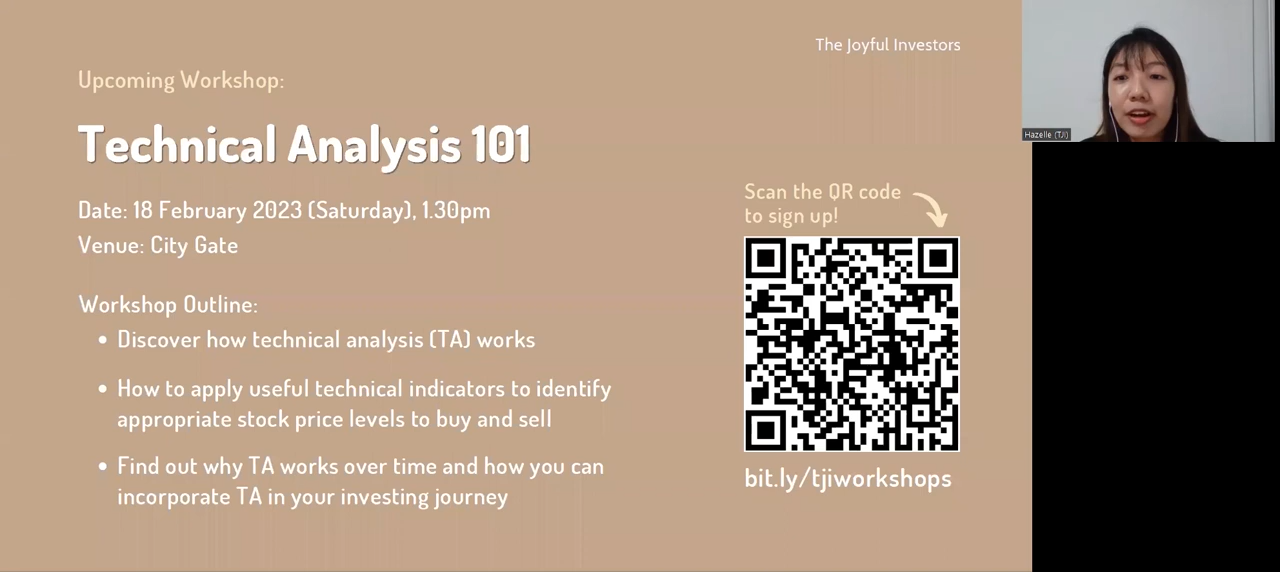 The Joyful Investors
Upcoming Workshop:
Technical Analysis 101
Date: 18 February 2023 (Saturday), 1.30pm
Venue: City Gate
Workshop Outline:
• Discover how technical analysis (TA) works
• How to apply useful technical indicators to identify
appropriate stock price levels to buy and sell
• Find out why TA works over time and how you can
incorporate TA in your investing journey
Scan the QR code
to sign up!
bit.ly/tjiworkshops
Hazelle (TJI)